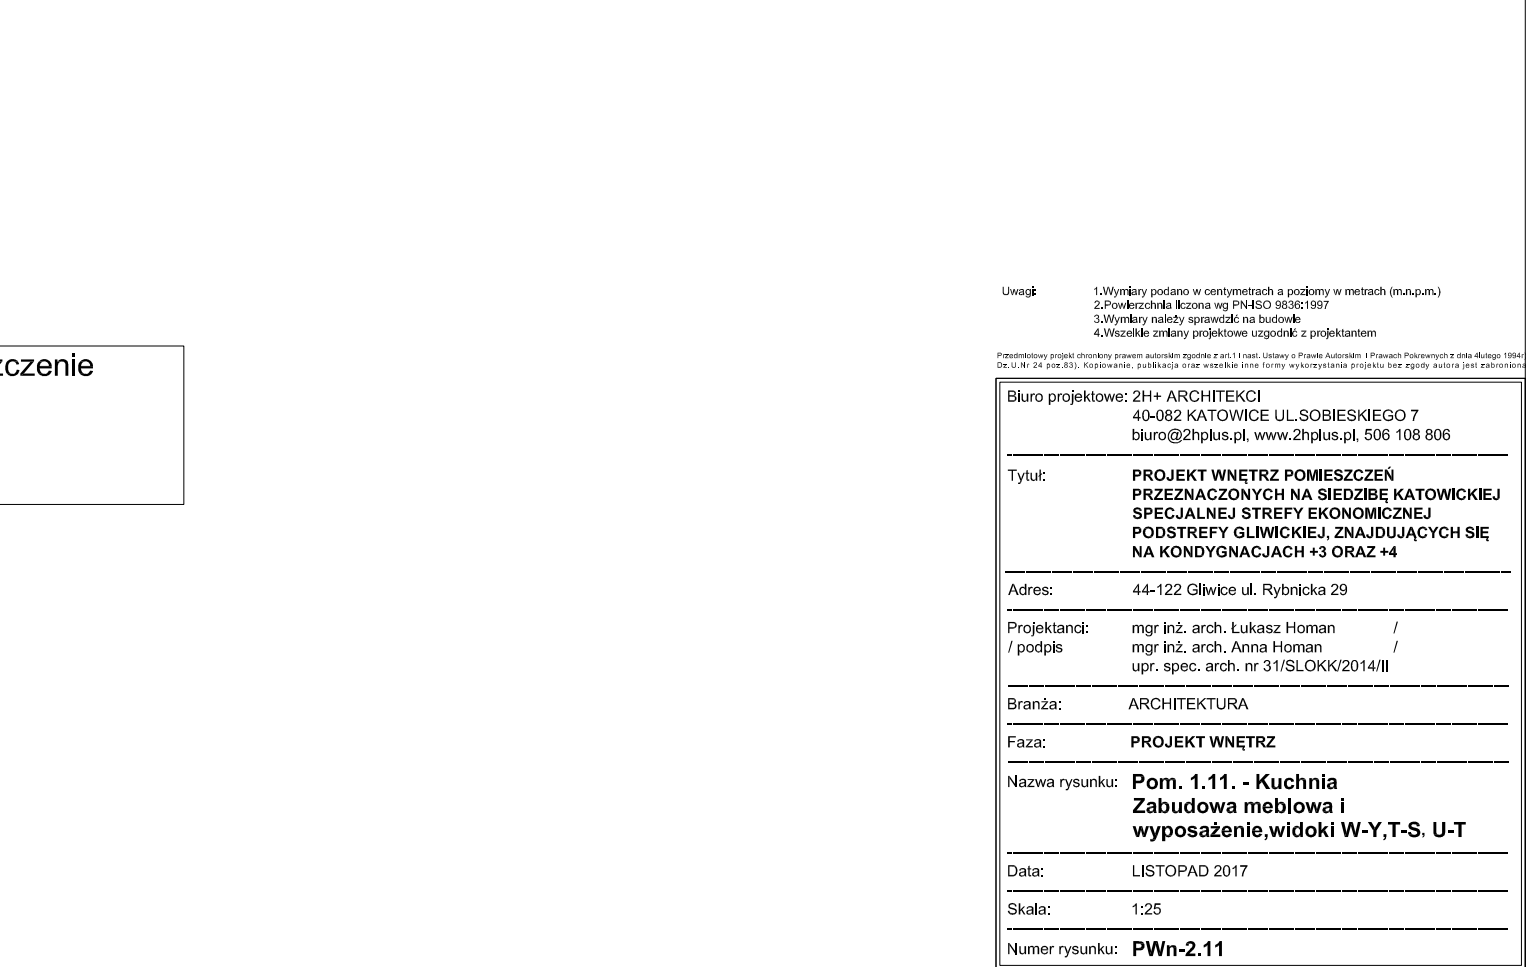 zczenie
Uwagi: 1.Wymiary podano w centymetrach a poziomy w metrach (m.n.p.m.)
2.Powierzchnia liczona wg PN-ISO 9836:1997
3.Wymiary należy sprawdzić na budowie
4.Wszelkie zmiany projektowe uzgodnić z projektantem
Przedmiotowy projekt chroniony prawem autorskim zgodnie z art.1 i nast. Ustawy o Prawie Autorskim i Prawach Pokrewnych z dnia 4lutego 1994r
Dz.U.Nr 24 poz.83). Kopiowanie, publikacja oraz wszelkie inne formy wykorzystania projektu bez zgody autora jest zabroniona
Biuro projektowe: 2H+ ARCHITEKCI
40-082 KATOWICE UL.SOBIESKIEGO 7
biuro@2hplus.pl, www.2hplus.pl, 506 108 806
Tytuł: PROJEKT WNĘTRZ POMIESZCZEŃ
PRZEZNACZONYCH NA SIEDZIBĘ KATOWICKIEJ
SPECJALNEJ STREFY EKONOMICZNEJ
PODSTREFY GLIWICKIEJ, ZNAJDUJĄCYCH SIĘ
NA KONDYGNACJACH +3 ORAZ +4
Adres: 44-122 Gliwice ul. Rybnicka 29
Projektanci: mgr inż. arch. Łukasz Homan /
/ podpis mgr inż. arch. Anna Homan /
upr. spec. arch. nr 31/SLOKK/2014/II
Branża: ARCHITEKTURA
Faza: PROJEKT WNĘTRZ
Nazwa rysunku: Pom. 1.11. - Kuchnia
Zabudowa meblowa i
wyposażenie,widoki W-Y,T-S, U-T
Data: LISTOPAD 2017
Skala: 1:25
Numer rysunku: PWn-2.11